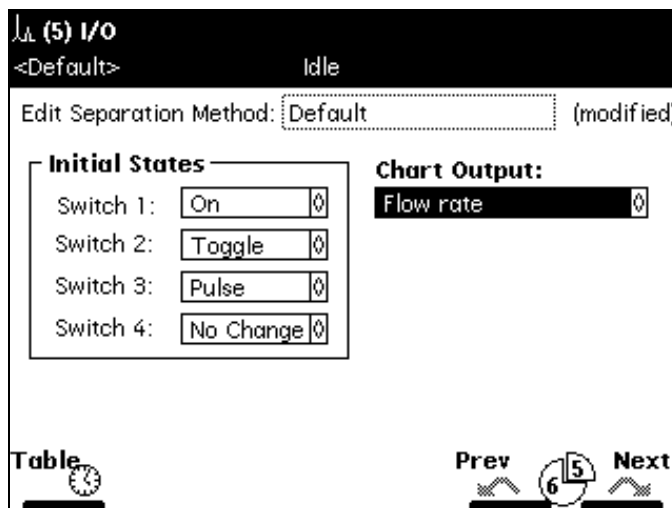 (5) I/O
<Default> Idle
Edit Separation Method: Default (modified)
Initial States
Chart Output:
Switch 1: On
Flow rate
Switch 2: Toggle
Switch 3: Pulse
Switch 4: No Change
Table
Prev 6 5 Next